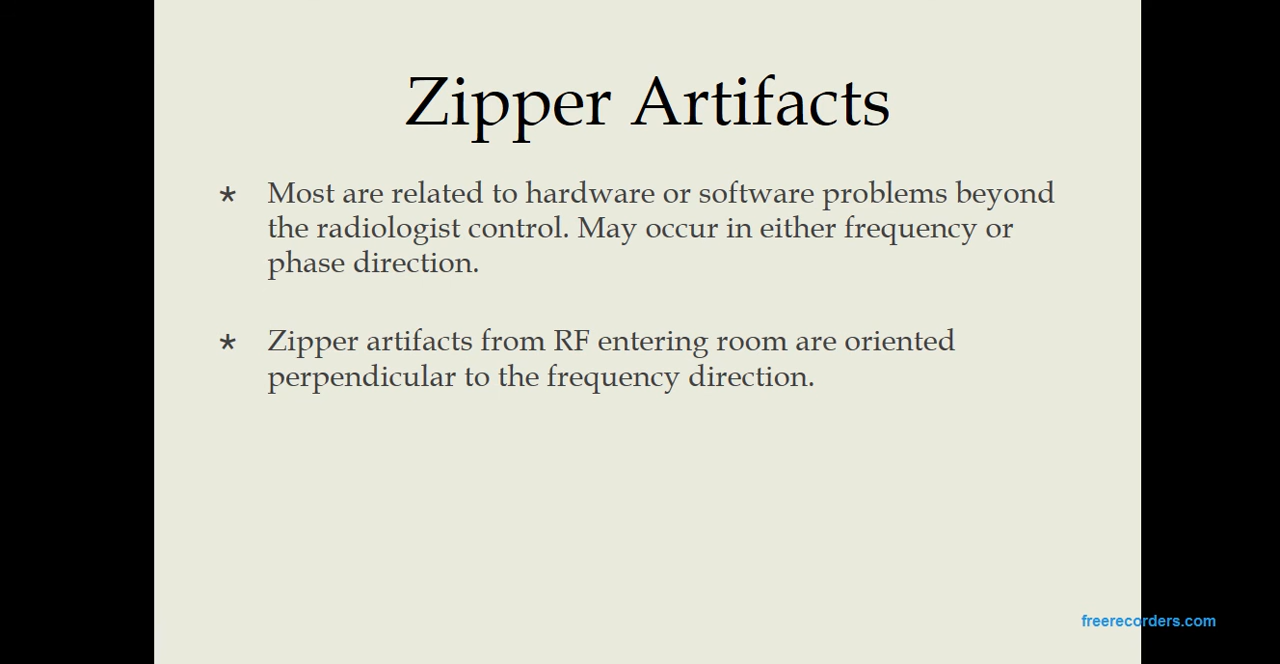 Zipper Artifacts
* Most are related to hardware or software problems beyond
the radiologist control. May occur in either frequency or
phase direction.
* Zipper artifacts from RF entering room are oriented
perpendicular to the frequency direction.
freerecorders.com